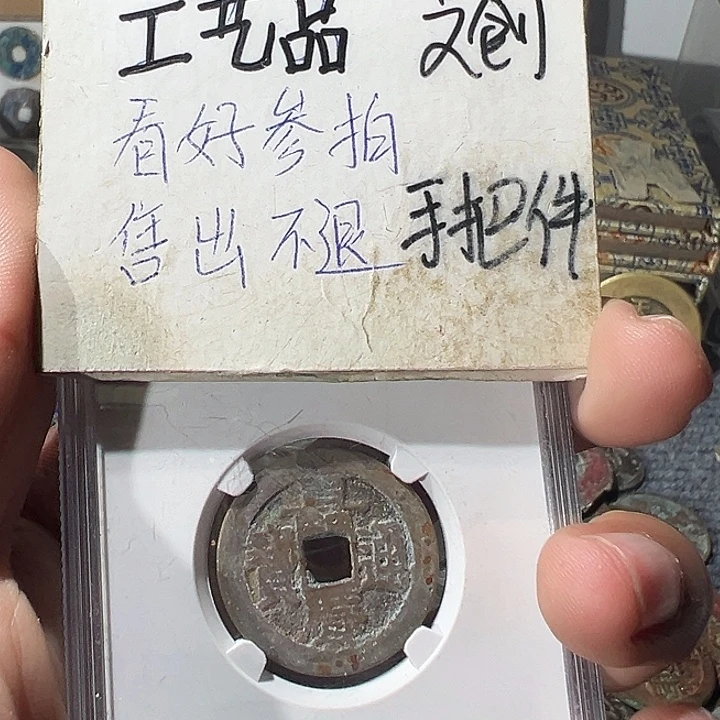 工艺品 文创
看好参拍
售出不退 手把件